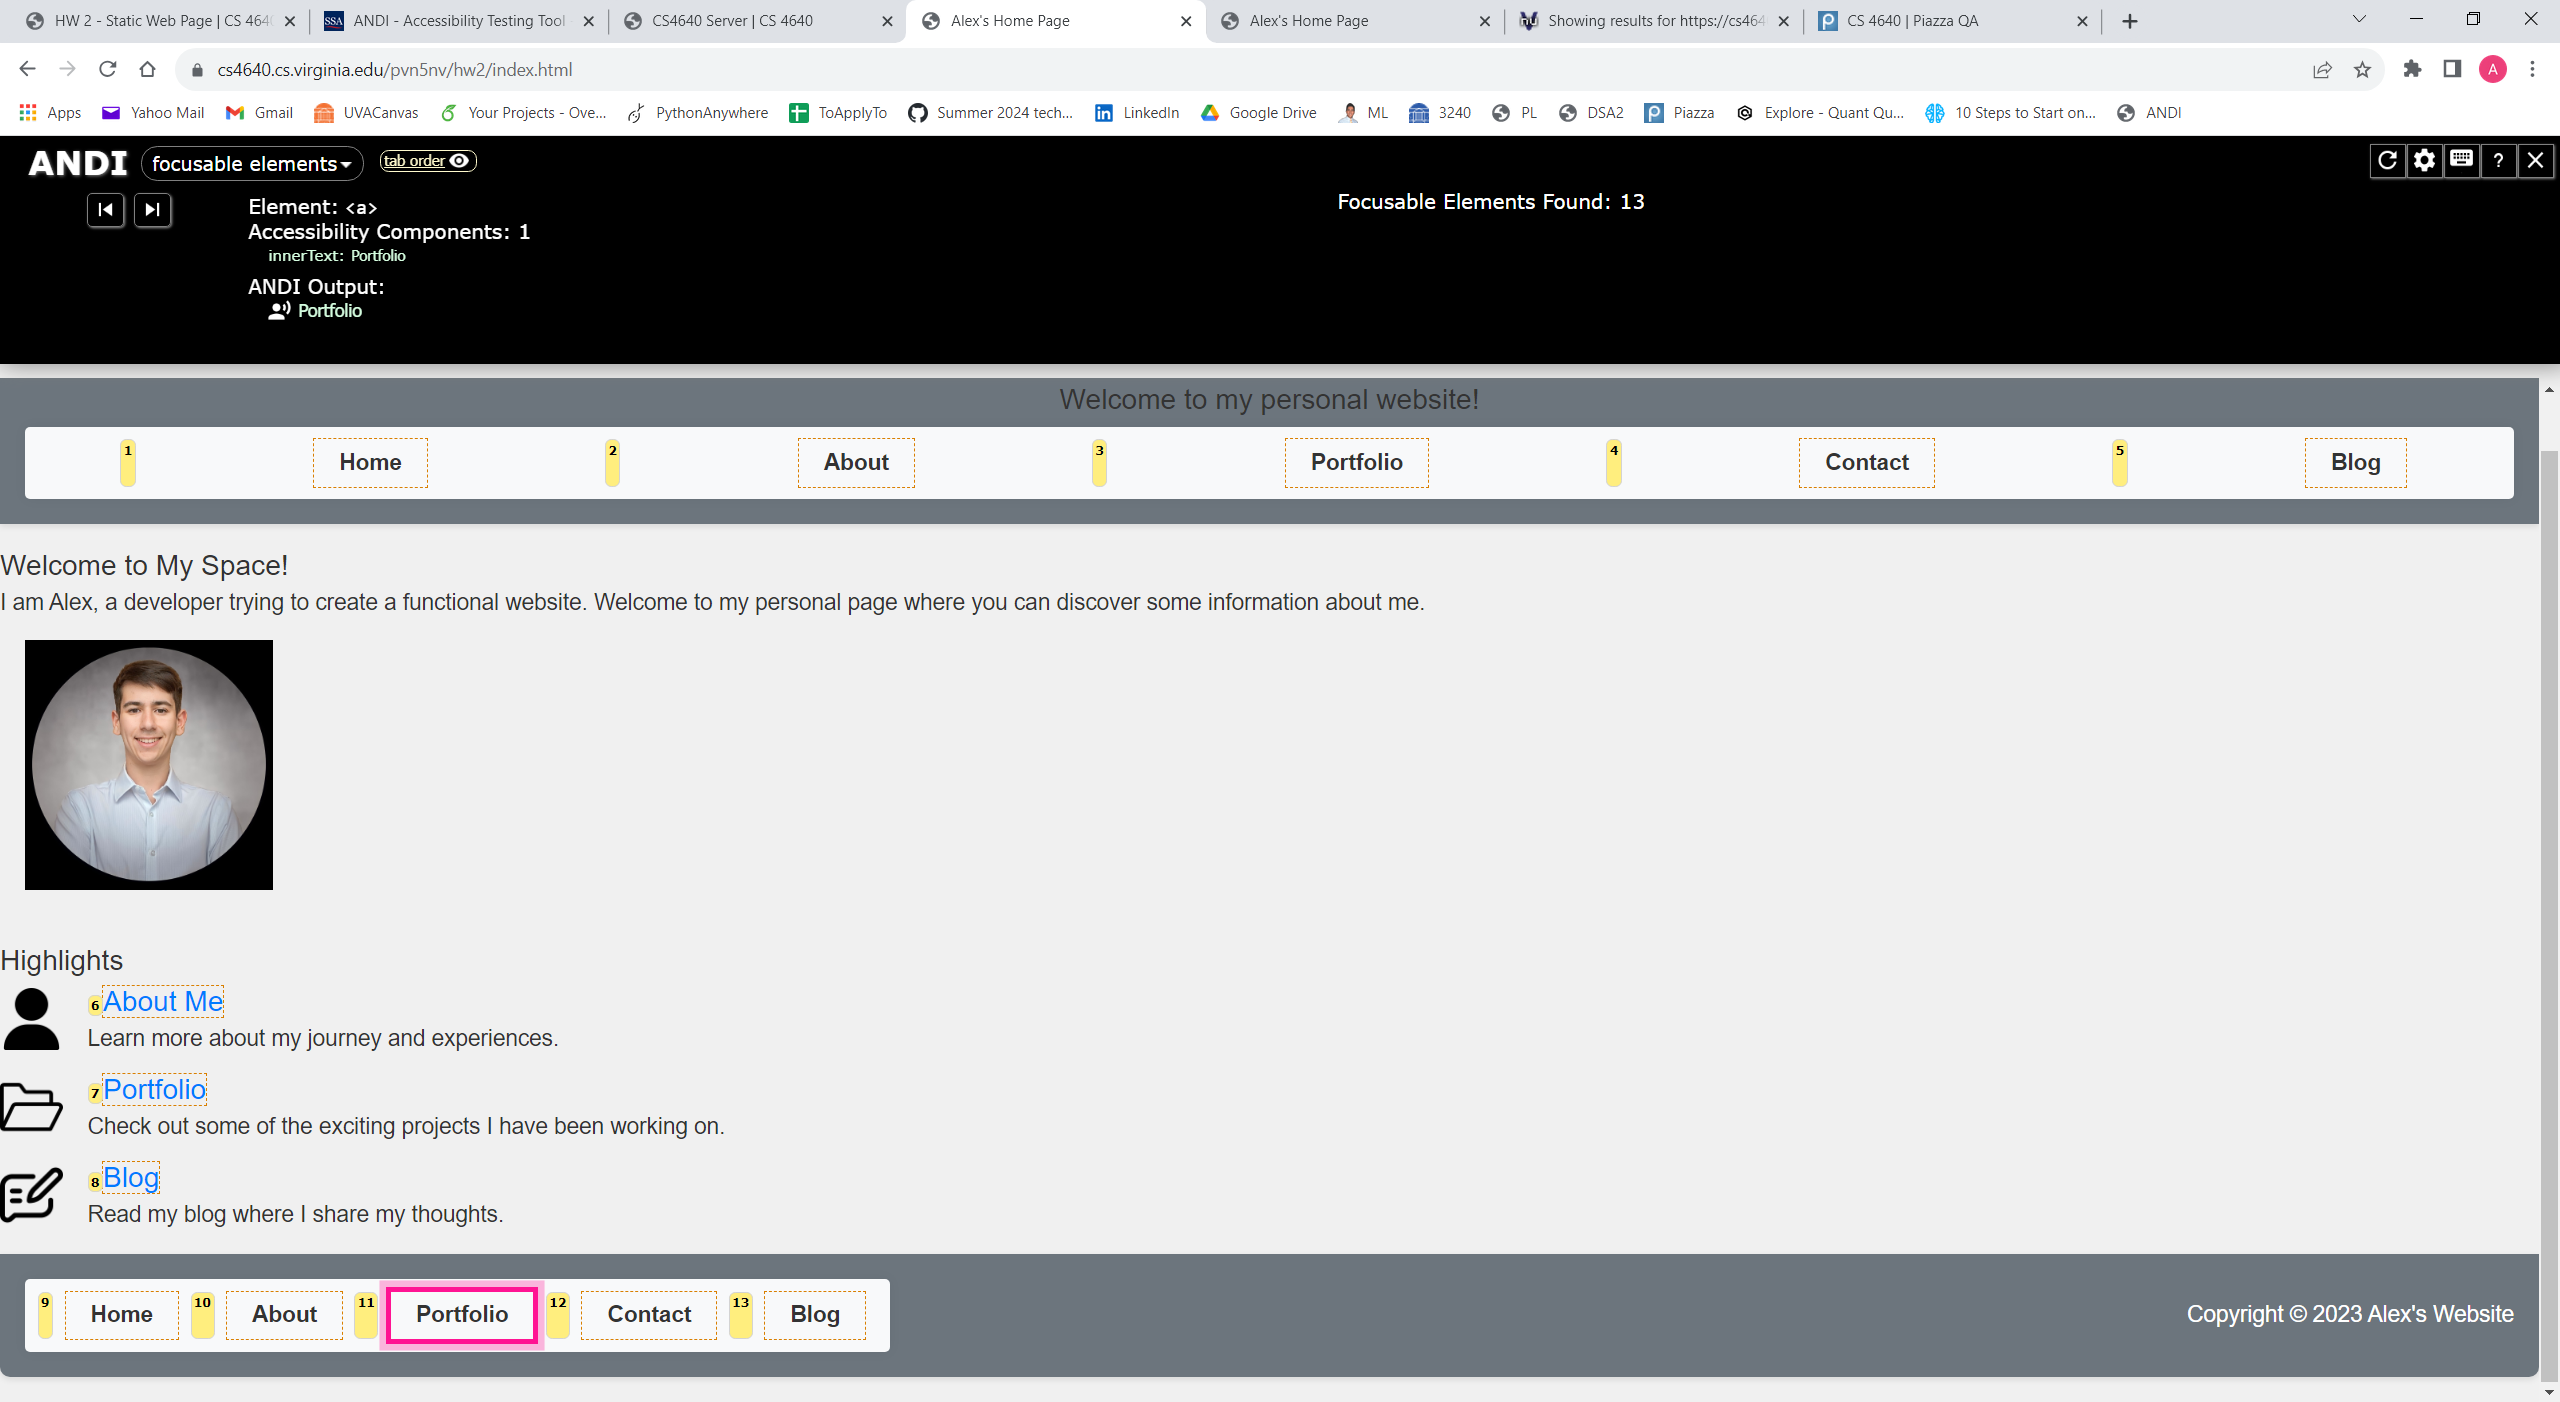 HW 2 - Static Web Page | CS 464
ANDI - Accessibility Testing Tool
CS4640 Server | CS 4640
Alex's Home Page
Alex's Home Page
Showing results for https://cs464
CS 4640 | Piazza QA
cs4640.cs.virginia.edu/pvn5nv/hw2/index.html
A
Apps
Yahoo Mail
Gmail
UVACanvas
Your Projects - Ove...
PythonAnywhere
ToApplyTo
Summer 2024 tech...
LinkedIn
Google Drive
ML
3240
PL
DSA2
Piazza
Explore - Quant Qu...
10 Steps to Start on...
ANDI
ANDI
focusable elements
tab order
?
Element: <a>
Accessibility Components: 1
innerText: Portfolio
ANDI Output:
Portfolio
Focusable Elements Found: 13
Welcome to my personal website!
1 Home 2 About 3 Portfolio 4 Contact 5 Blog
Welcome to My Space!
I am Alex, a developer trying to create a functional website. Welcome to my personal page where you can discover some information about me.
Highlights
6 About Me
Learn more about my journey and experiences.
7 Portfolio
Check out some of the exciting projects I have been working on.
8 Blog
Read my blog where I share my thoughts.
9 Home 10 About 11 Portfolio 12 Contact 13 Blog
Copyright © 2023 Alex's Website